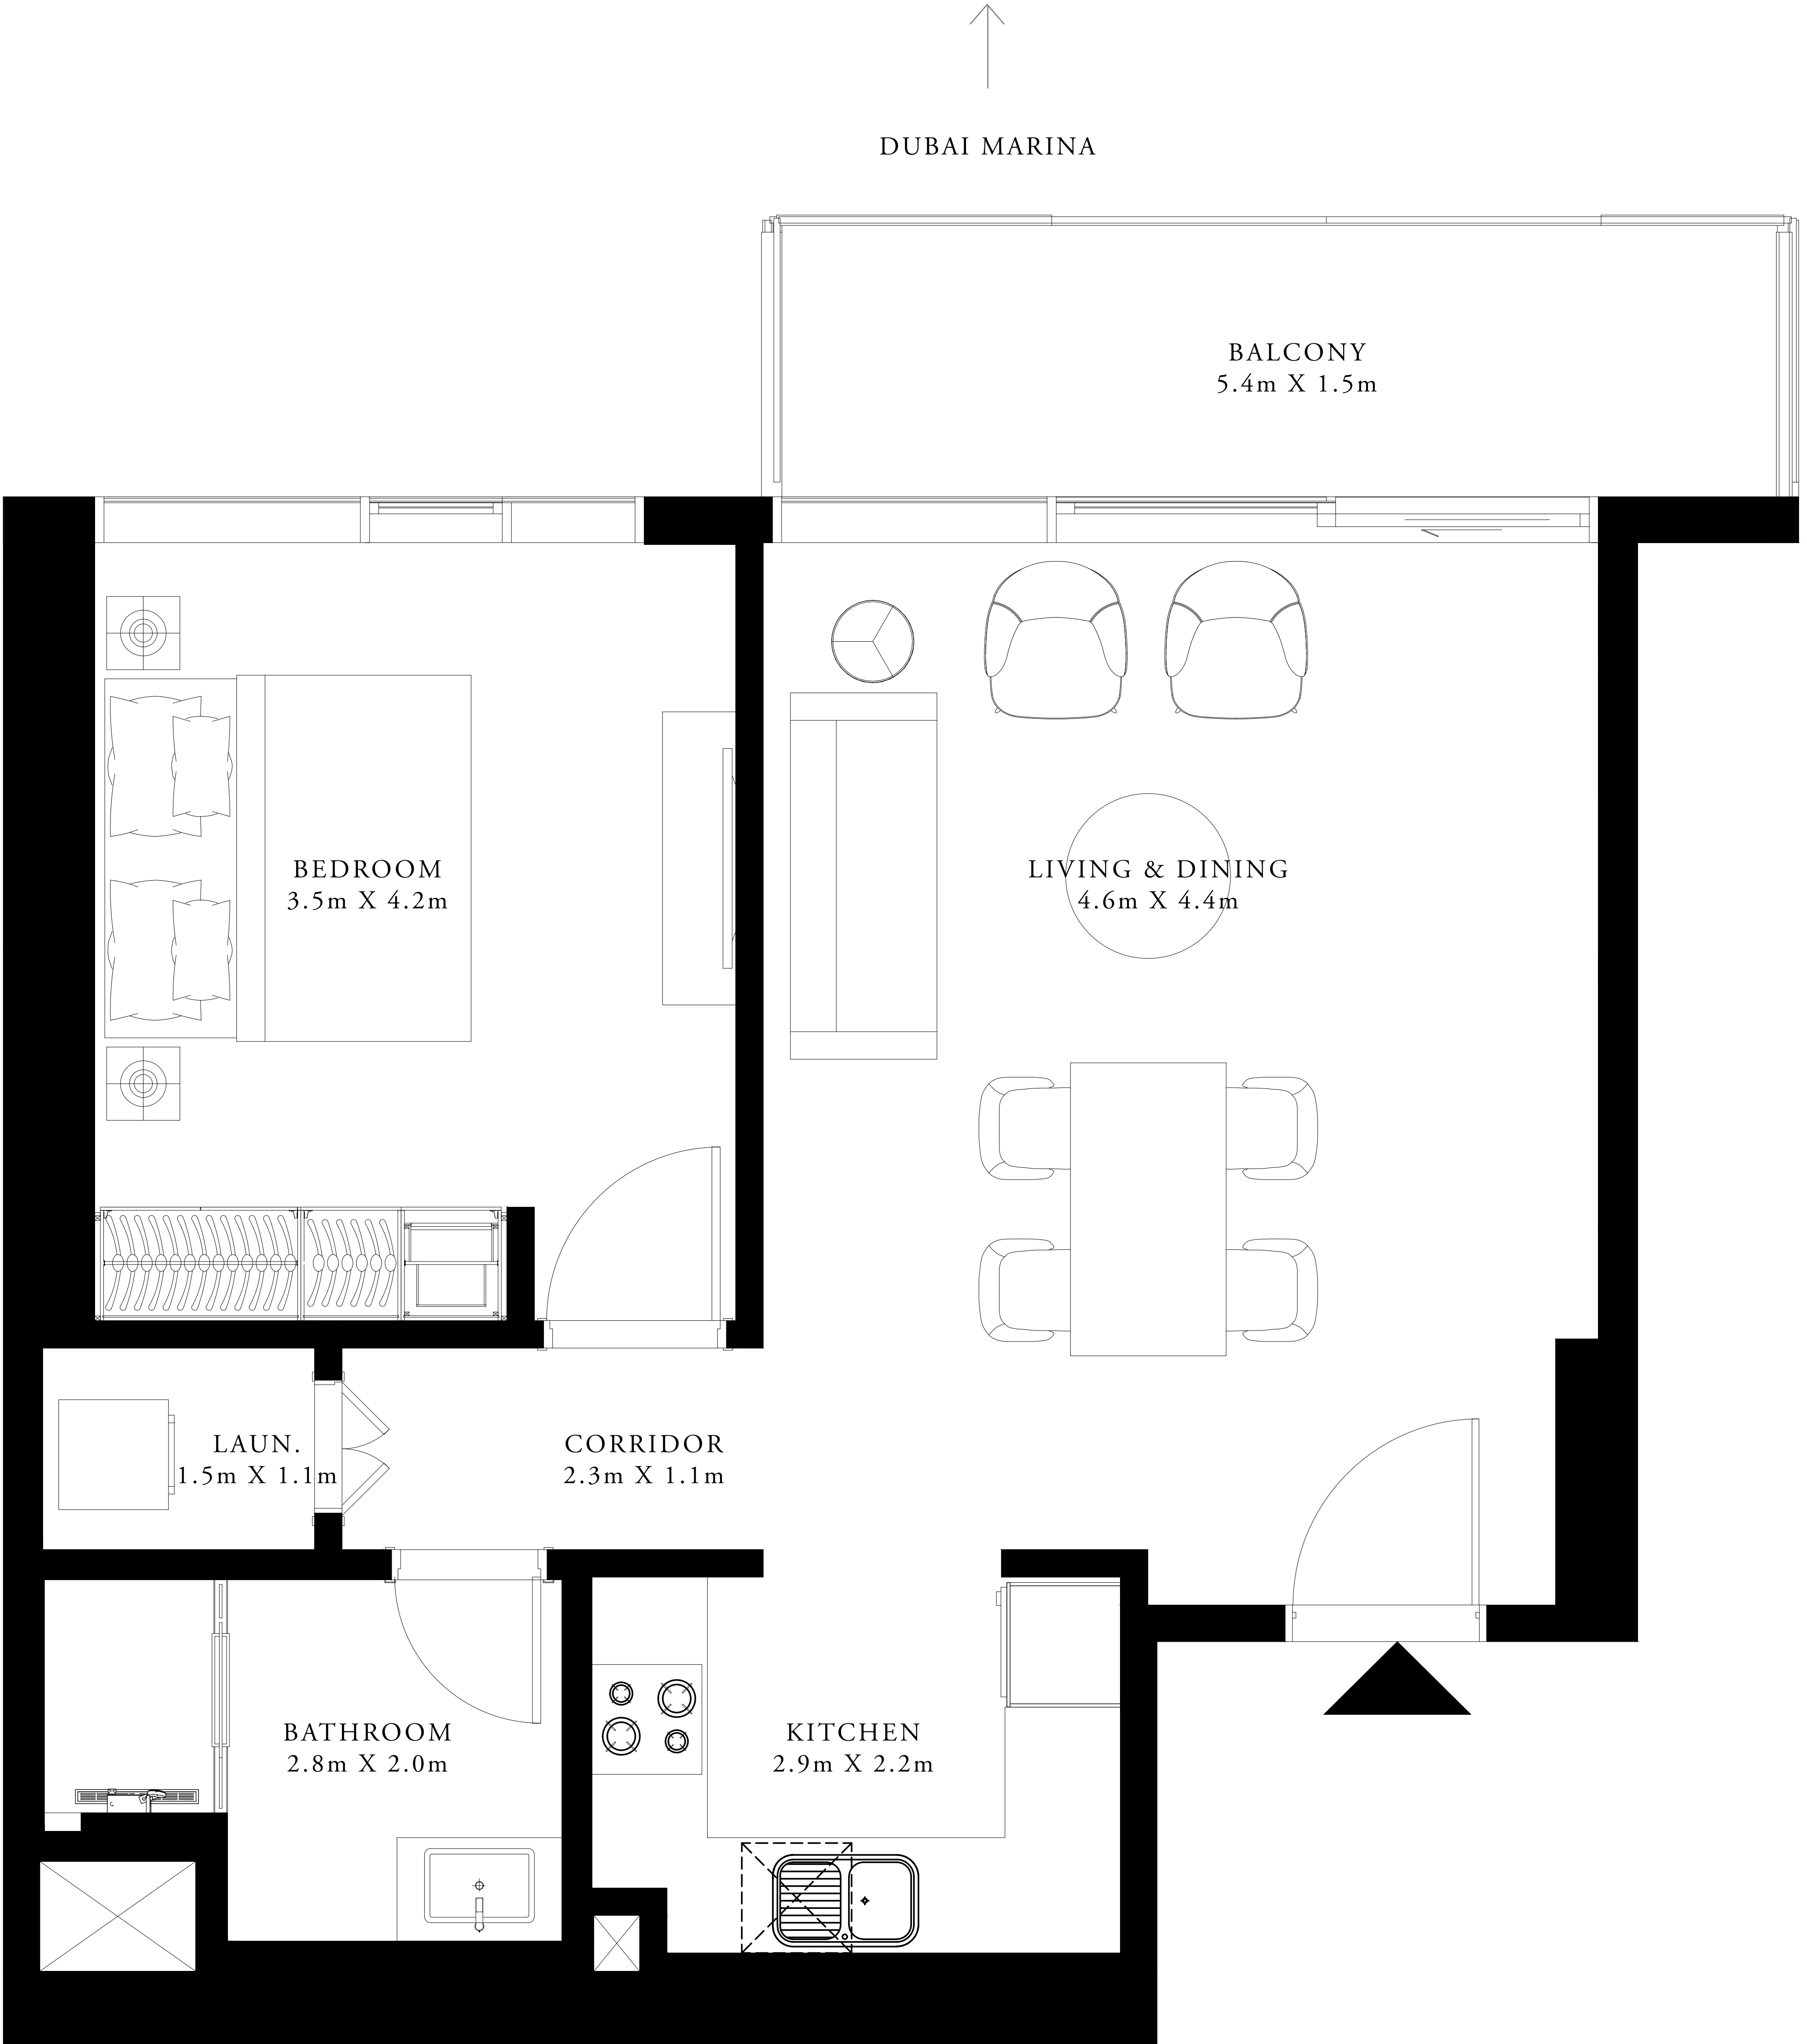 DUBAI MARINA
BALCONY
5.4m X 1.5m
BEDROOM
3.5m X 4.2m
LIVING & DINING
4.6m X 4.4m
LAUN.
1.5m X 1.1m
CORRIDOR
2.3m X 1.1m
BATHROOM
2.8m X 2.0m
KITCHEN
2.9m X 2.2m